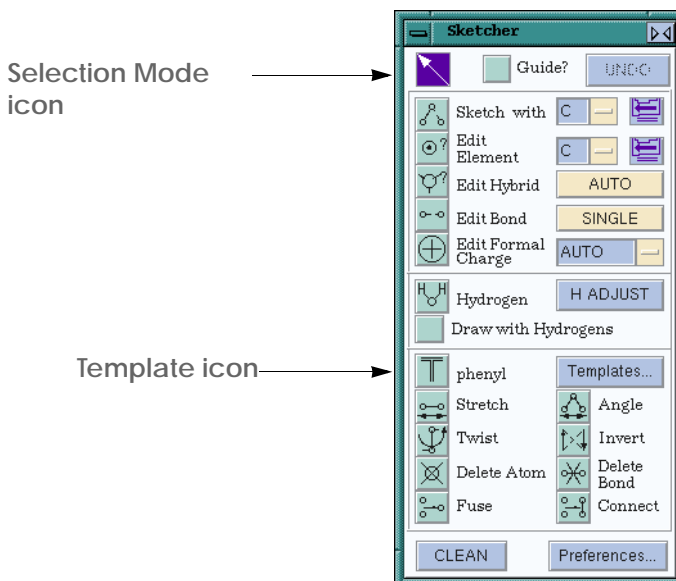 Sketcher
Selection Mode
icon
Guide?
UNDO
Sketch with
C
? Edit
Element
C
? Edit Hybrid
AUTO
Edit Bond
SINGLE
Edit Formal
Charge
AUTO
H H Hydrogen
H ADJUST
Draw with Hydrogens
Template icon
T phenyl
Templates...
Stretch
Angle
Twist
Invert
Delete Atom
Delete
Bond
Fuse
Connect
CLEAN
Preferences...